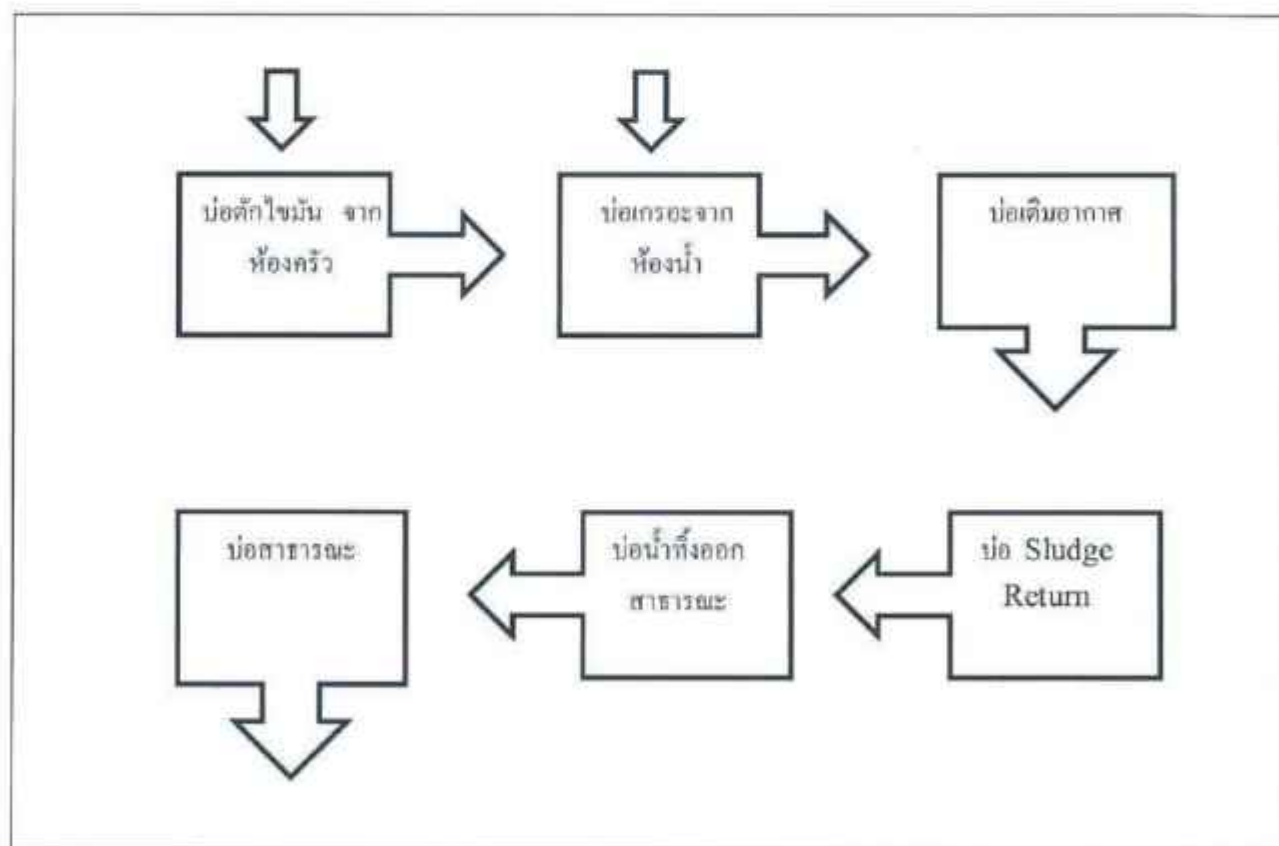 บ่อดักไขมัน จาก
ห้องครัว
บ่อเกรอะจาก
ห้องน้ำ
บ่อเติมอากาศ
บ่อสาธารณะ
บ่อน้ำทิ้งออก
สาธารณะ
บ่อ Sludge
Return